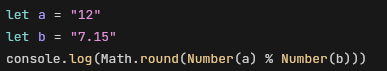 let a = "12"
let b = "7.15"
console.log(Math.round(Number(a) % Number(b)))